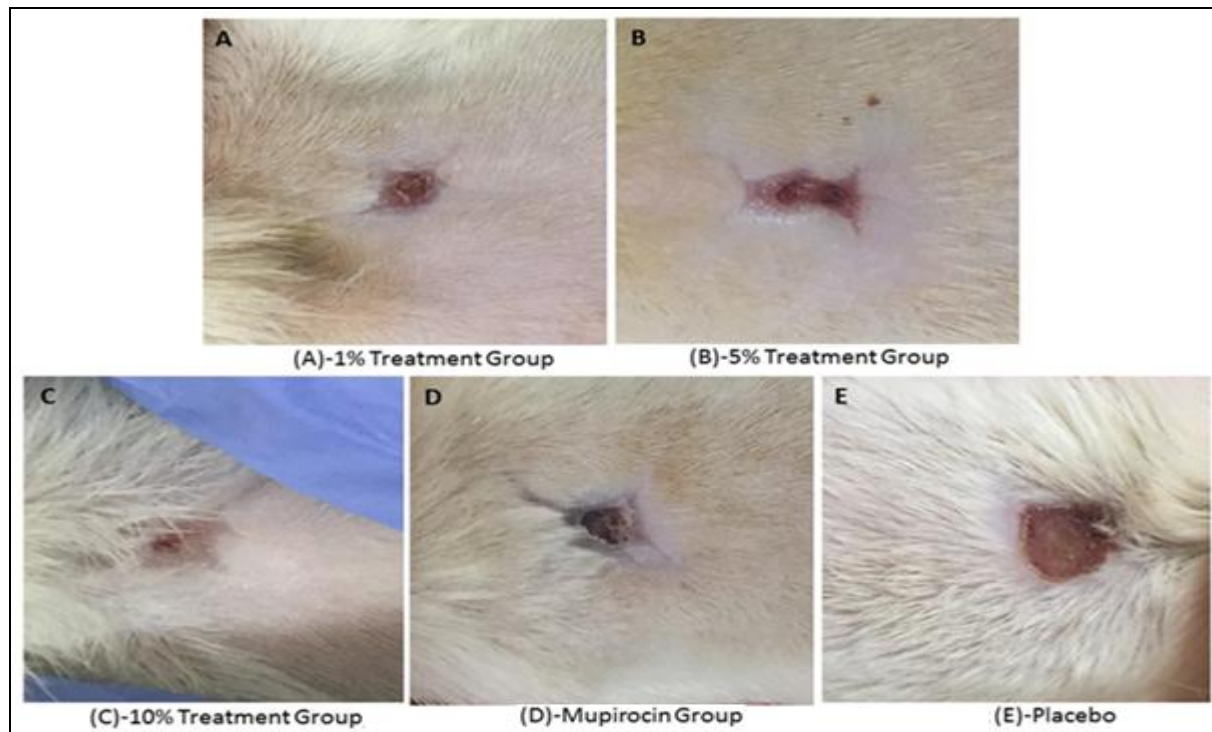 A
B
(A)-1% Treatment Group
(B)-5% Treatment Group
C
D
E
(C)-10% Treatment Group
(D)-Mupirocin Group
(E)-Placebo